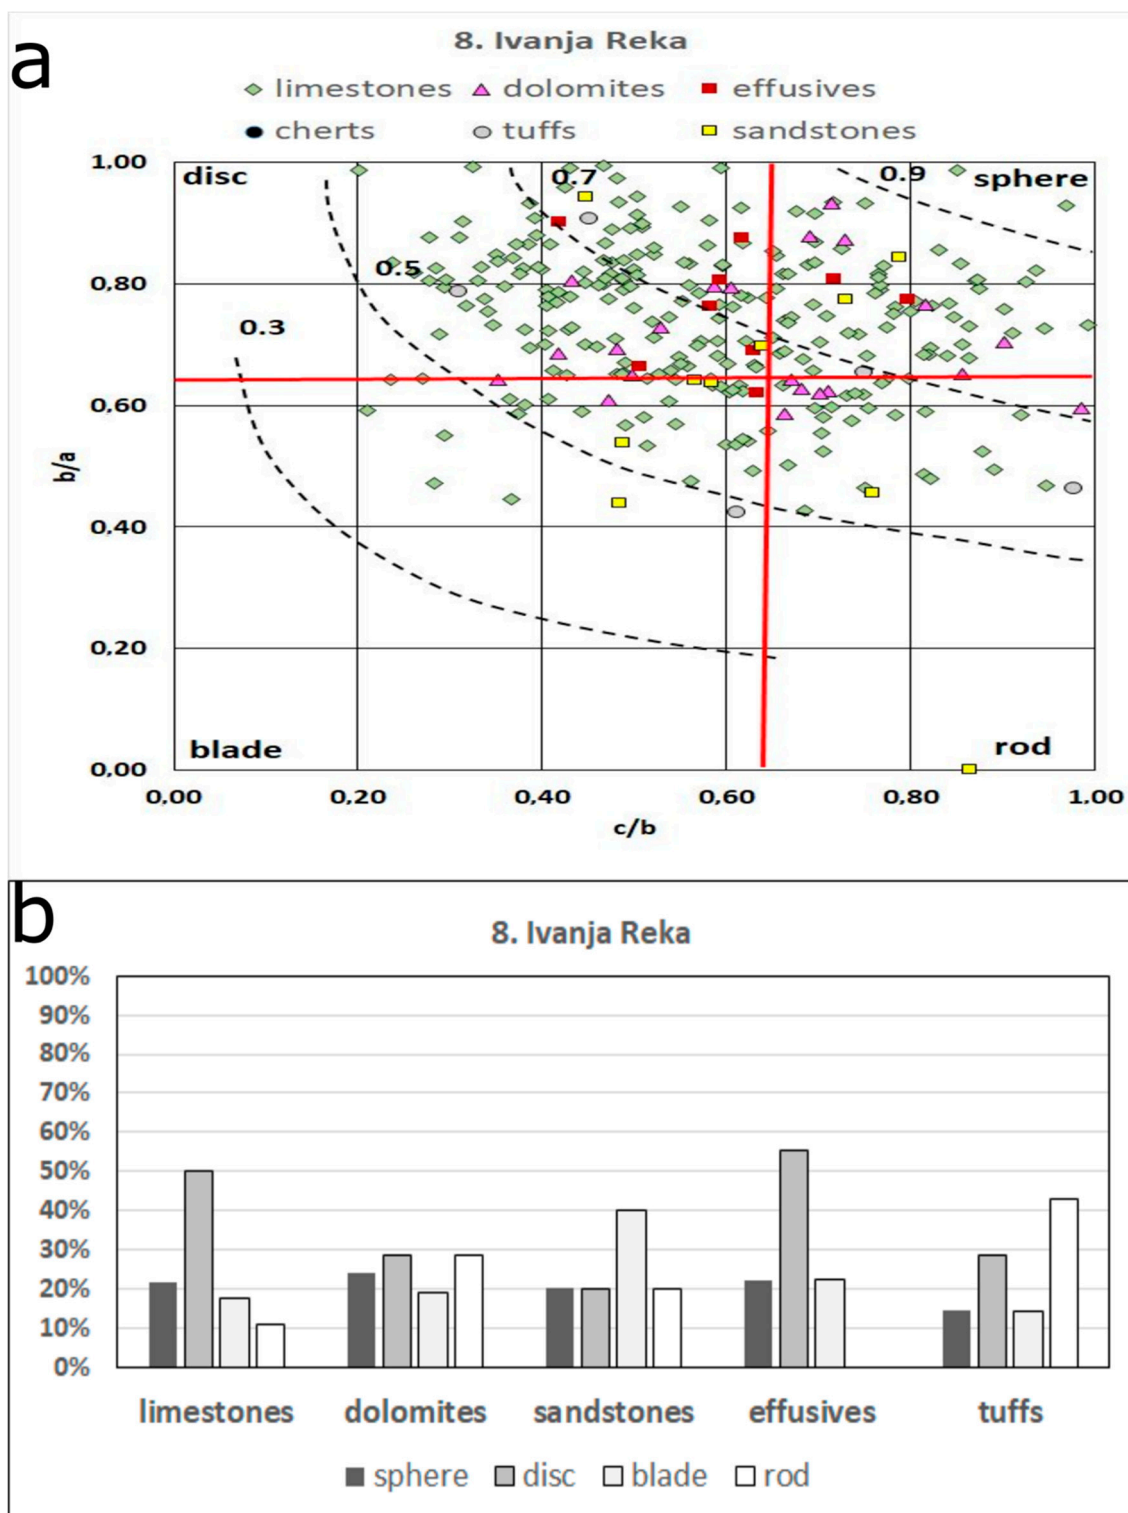 a
8. Ivanja Reka
limestones dolomites effusives
cherts tuffs sandstones
1.00
disc
0.7
0.9
sphere
0.80
0.5
0.3
0,60
b/a
0,40
0,20
blade
rod
0.00
0.00 0,20 0,40 0,60 0,80 1.00
c/b
b
8. Ivanja Reka
100%
90%
80%
70%
60%
50%
40%
30%
20%
10%
0%
limestones dolomites sandstones effusives tuffs
sphere disc blade rod